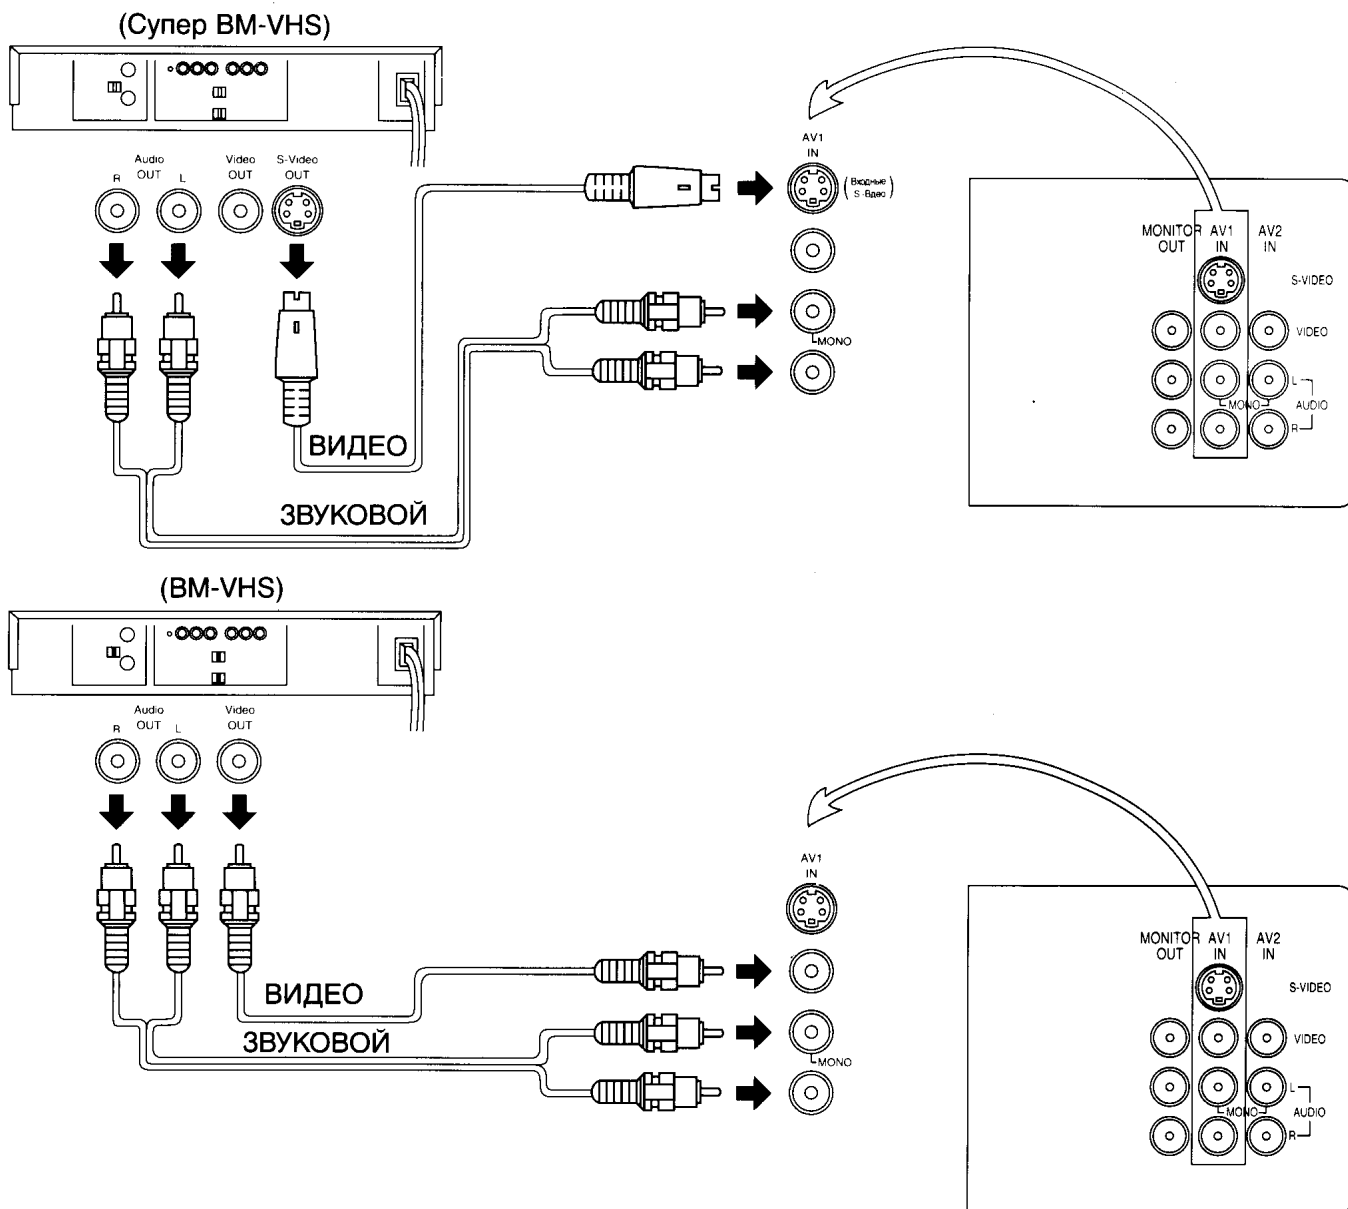 (Супер ВМ-VHS)
Audio
OUT
R
L
Video
OUT
S-Video
OUT
AV1
IN
(Входные
S-Вдео)
MONO
ВИДЕО
ЗВУКОВОЙ
MONITOR
OUT
AV1
IN
AV2
IN
S-VIDEO
VIDEO
L
MONO
AUDIO
R
(ВМ-VHS)
Audio
OUT
R
L
Video
OUT
AV1
IN
MONO
ВИДЕО
ЗВУКОВОЙ
MONITOR
OUT
AV1
IN
AV2
IN
S-VIDEO
VIDEO
L
MONO
AUDIO
R